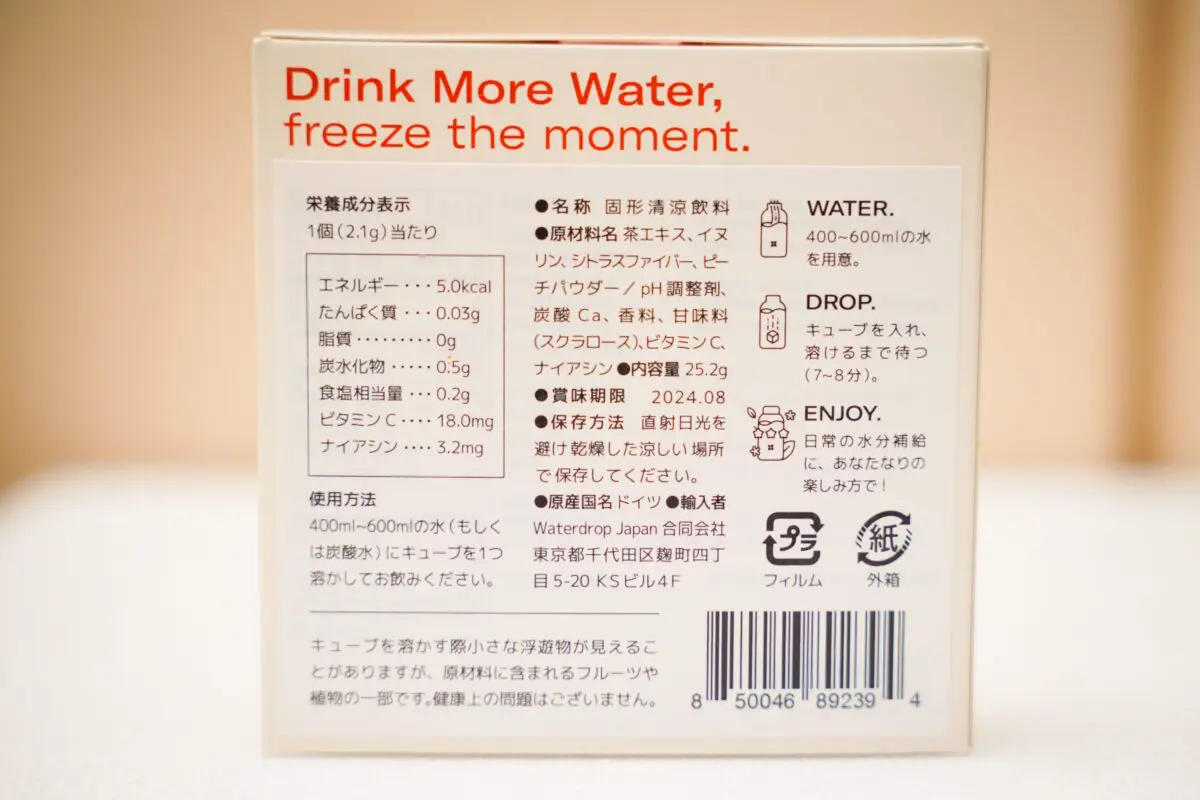 Drink More Water,
freeze the moment.
栄養成分表示
1個(2.1g)当たり
エネルギー・・・5.0kcal
たんぱく質・・・0.03g
脂質・・・・・・・・・0g
炭水化物・・・・・0.5g
食塩相当量・・・0.2g
ビタミンC・・・・18.0mg
ナイアシン・・・・3.2mg
使用方法
400ml~600mlの水(もしく
は炭酸水)にキューブを1つ
溶かしてお飲みください。
●名称 固形清涼飲料
●原材料名 茶エキス、イヌ
リン、シトラスファイバー、ピー
チパウダー/pH調整剤、
炭酸Ca、香料、甘味料
(スクラロース)、ビタミンC、
ナイアシン ●内容量 25.2g
●賞味期限 2024.08
●保存方法 直射日光を
避け乾燥した涼しい場所
で保存してください。
●原産国名 ドイツ ●輸入者
Waterdrop Japan 合同会社
東京都千代田区麹町四丁
目5-20 KSビル4F
WATER.
400~600mlの水
を用意。
DROP.
キューブを入れ、
溶けるまで待つ
(7~8分)。
ENJOY.
日常の水分補給
に、あなたなりの
楽しみ方で!
プラ
フィルム
紙
外箱
キューブを溶かす際小さな浮遊物が見えるこ
とがありますが、原材料に含まれるフルーツや
植物の一部です。健康上の問題はございません。
8 50046 89239 4